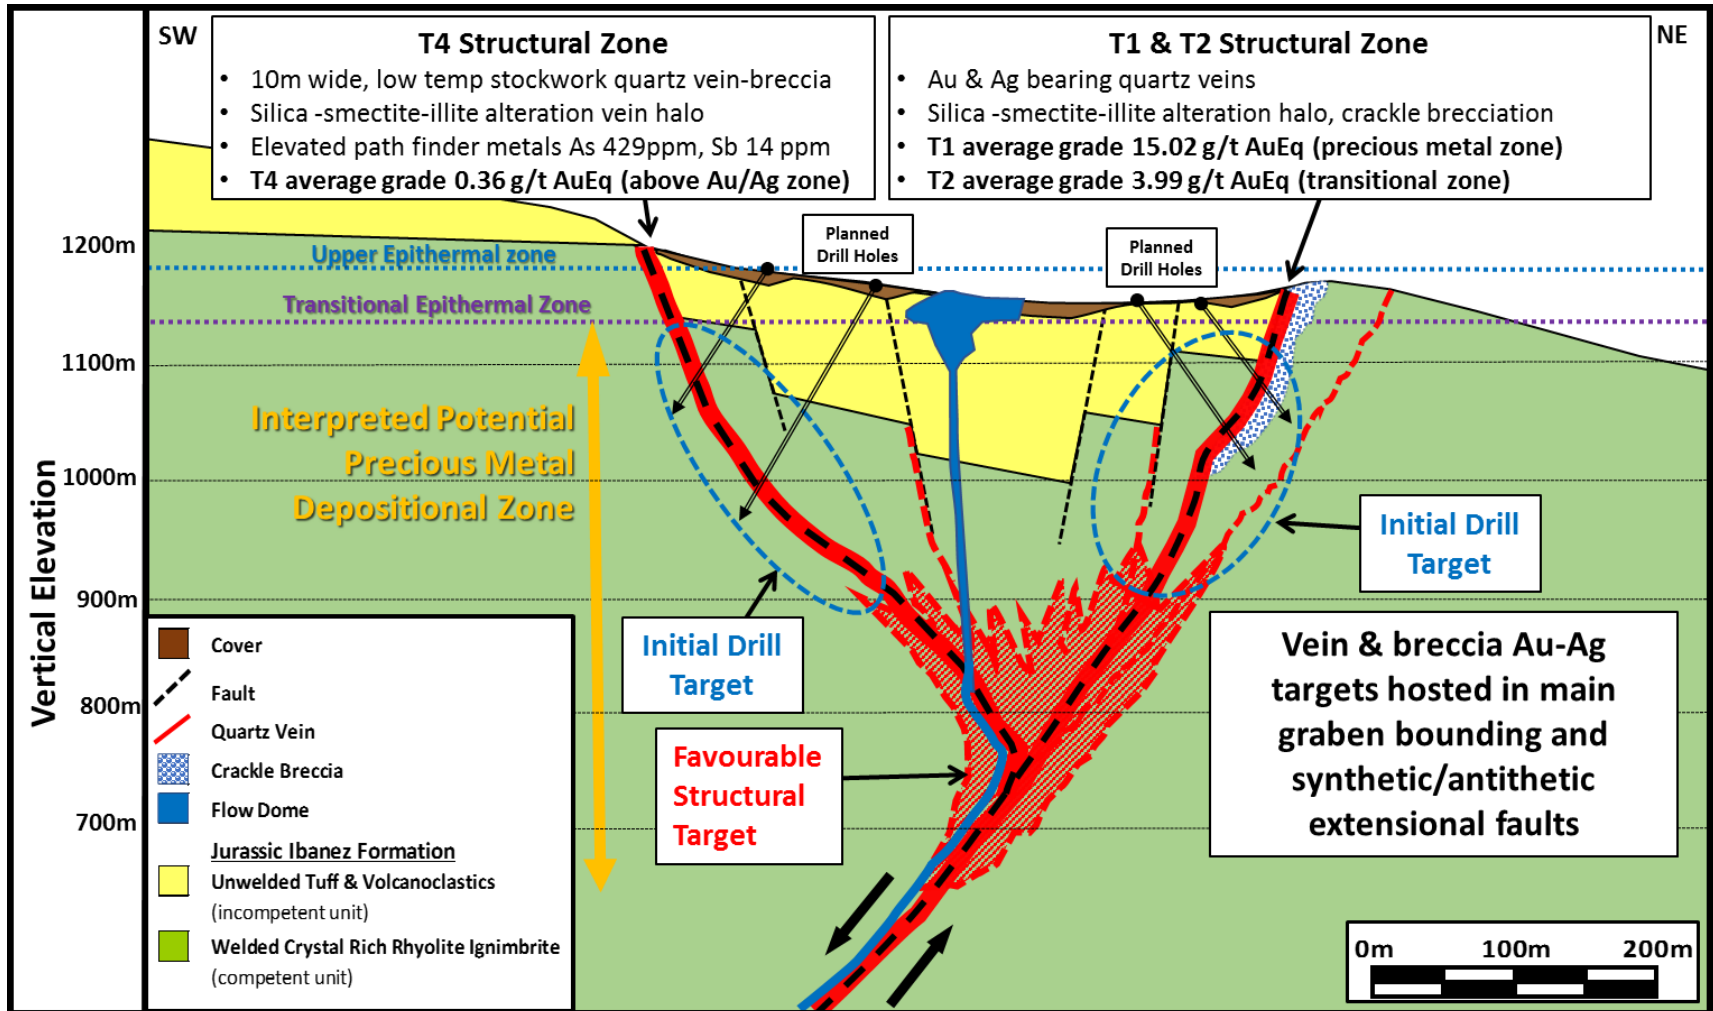 SW
T4 Structural Zone
• 10m wide, low temp stockwork quartz vein-breccia
• Silica -smectite-illite alteration vein halo
• Elevated path finder metals As 429ppm, Sb 14 ppm
• T4 average grade 0.36 g/t AuEq (above Au/Ag zone)
T1 & T2 Structural Zone
• Au & Ag bearing quartz veins
• Silica -smectite-illite alteration halo, crackle brecciation
• T1 average grade 15.02 g/t AuEq (precious metal zone)
• T2 average grade 3.99 g/t AuEq (transitional zone)
NE
Planned
Drill Holes
Planned
Drill Holes
1200m
Upper Epithermal zone
Transitional Epithermal Zone
1100m
Interpreted Potential
Precious Metal
Depositional Zone
1000m
900m
800m
700m
Vertical Elevation
Initial Drill
Target
Initial Drill
Target
Favourable
Structural
Target
Vein & breccia Au-Ag
targets hosted in main
graben bounding and
synthetic/antithetic
extensional faults
Cover
Fault
Quartz Vein
Crackle Breccia
Flow Dome
Jurassic Ibanez Formation
Unwelded Tuff & Volcanoclastics
(incompetent unit)
Welded Crystal Rich Rhyolite Ignimbrite
(competent unit)
0m 100m 200m